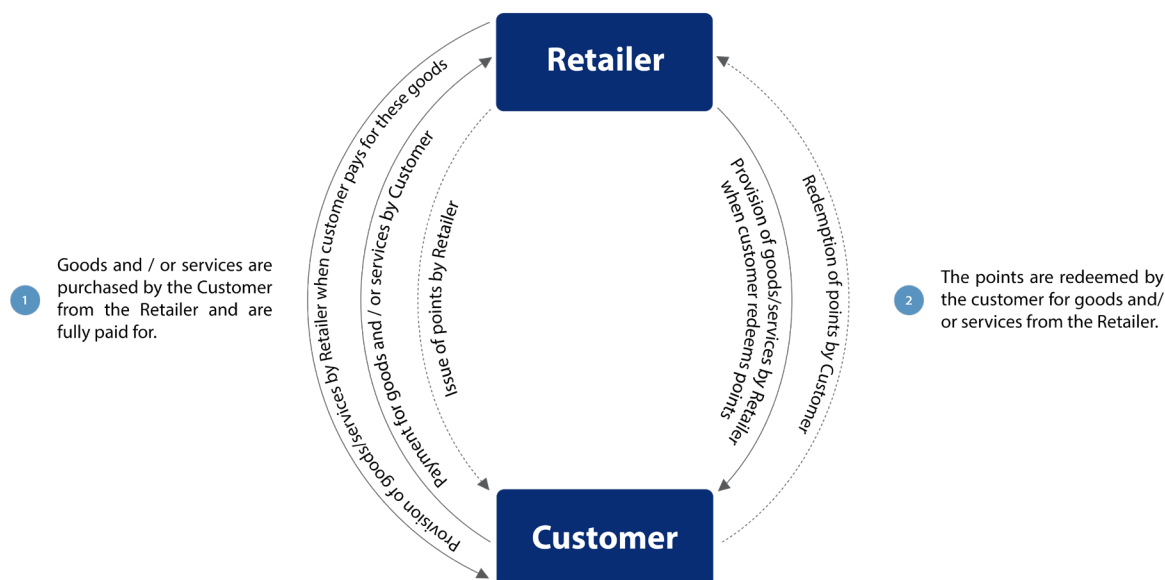 Retailer
Provision of goods/services by Retailer when customer pays for these goods
Payment for goods and / or services by Customer
Issue of points by Retailer
Provision of goods/services by Retailer
when customer redeems points
Redemption of points by Customer
1
Goods and / or services are
purchased by the Customer
from the Retailer and are
fully paid for.
2
The points are redeemed by
the customer for goods and/
or services from the Retailer.
Customer